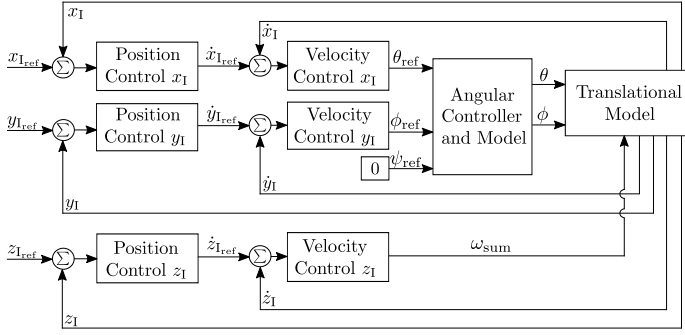 x_I
ẋ_I
x_I_ref
Σ
Position
Control x_I
ẋ_I_ref
Σ
Velocity
Control x_I
θ_ref
Angular
Controller
and Model
θ
ϕ
Translational
Model
y_I_ref
Σ
Position
Control y_I
ẏ_I_ref
Σ
Velocity
Control y_I
ϕ_ref
0
ψ_ref
ẏ_I
y_I
z_I_ref
Σ
Position
Control z_I
ż_I_ref
Σ
Velocity
Control z_I
ω_sum
ż_I
z_I